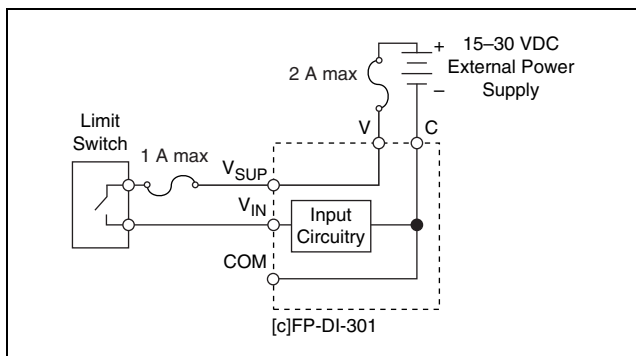 15–30 VDC
External Power
Supply
+
–
2 A max
V
C
Limit
Switch
1 A max
VSUP
VIN
Input
Circuitry
COM
[c]FP-DI-301